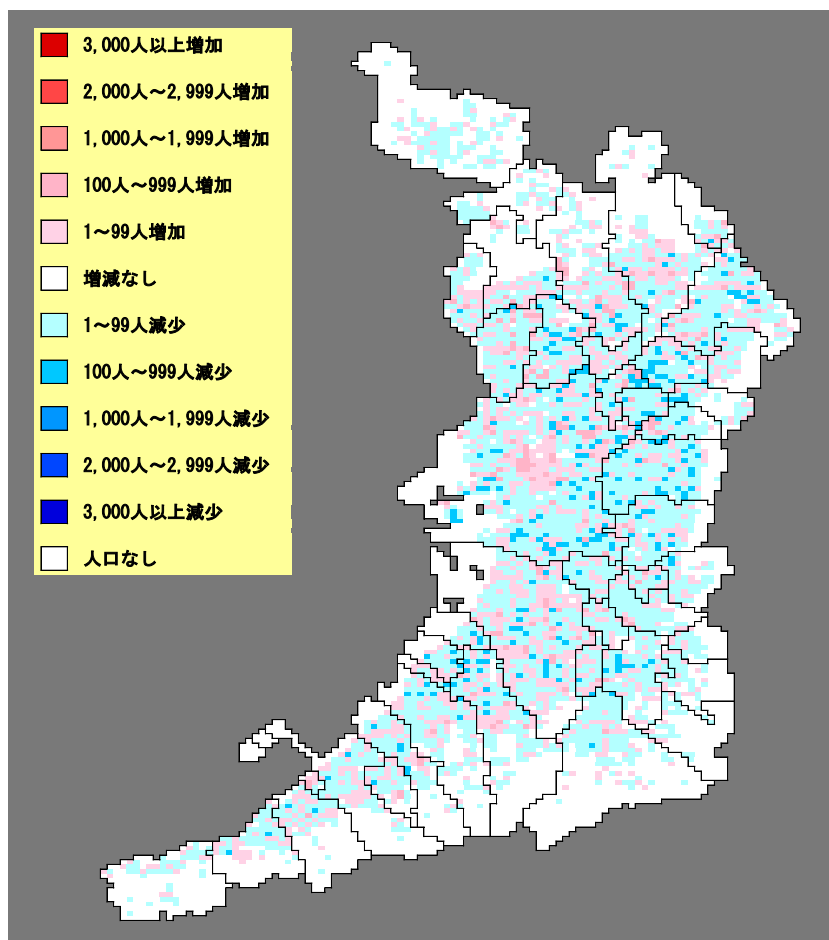 3,000人以上増加
2,000人～2,999人増加
1,000人～1,999人増加
100人～999人増加
1～99人増加
増減なし
1～99人減少
100人～999人減少
1,000人～1,999人減少
2,000人～2,999人減少
3,000人以上減少
人口なし